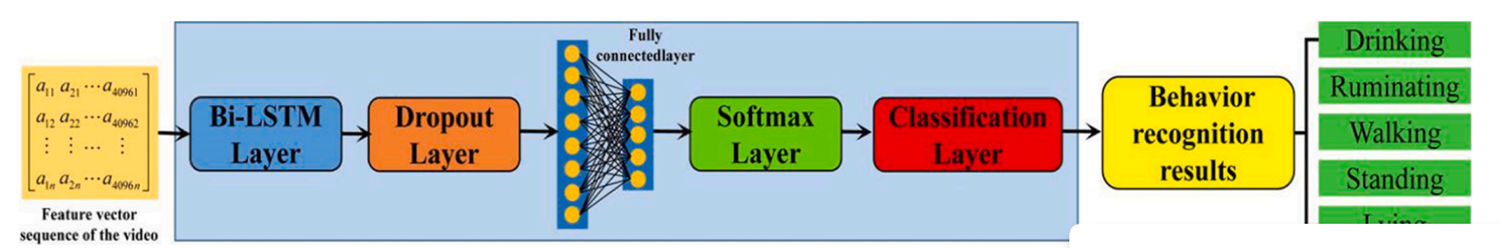 a11 a21 ⋯ a40961
a12 a22 ⋯ a40962
⋮ ⋮ ⋯ ⋮
a1n a2n ⋯ a4096n
Feature vector
sequence of the video
Bi-LSTM
Layer
Dropout
Layer
Fully
connectedlayer
Softmax
Layer
Classification
Layer
Behavior
recognition
results
Drinking
Ruminating
Walking
Standing
Lying